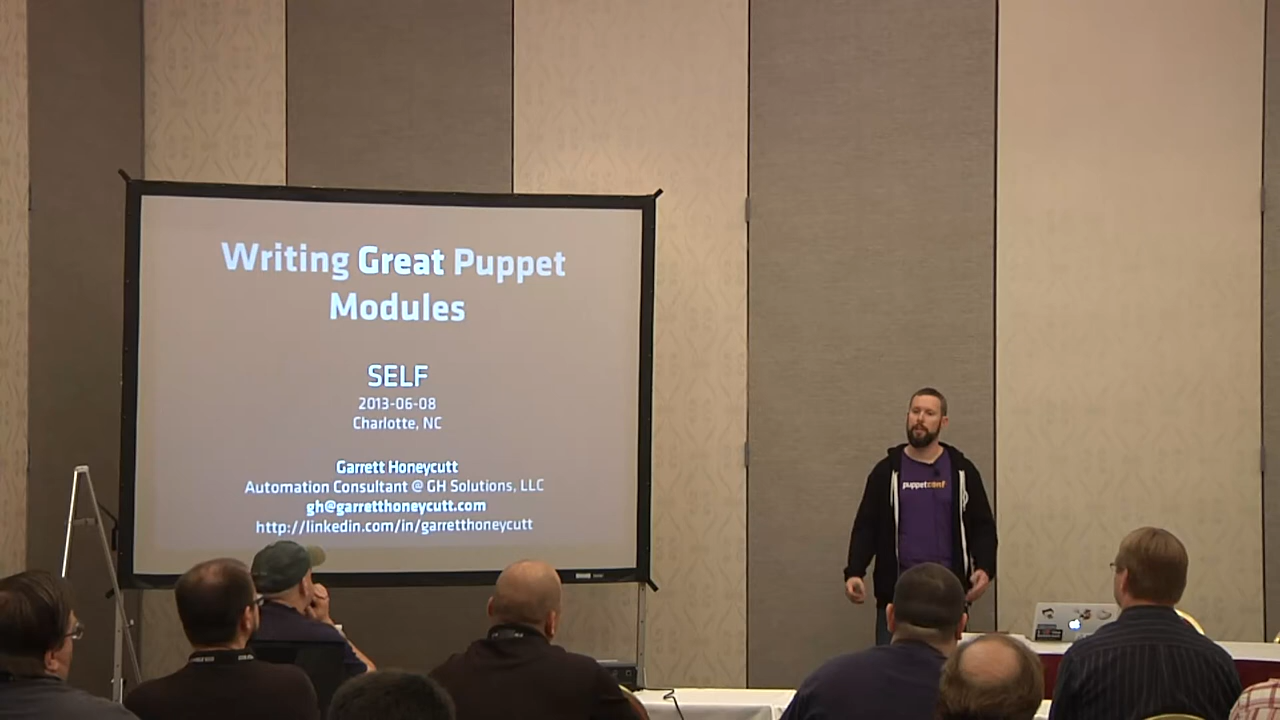 Writing Great Puppet
Modules
SELF
2013-06-08
Charlotte, NC
Garrett Honeycutt
Automation Consultant @ GH Solutions, LLC
gh@garretthoneycutt.com
http://linkedin.com/in/garretthoneycutt
puppetconf